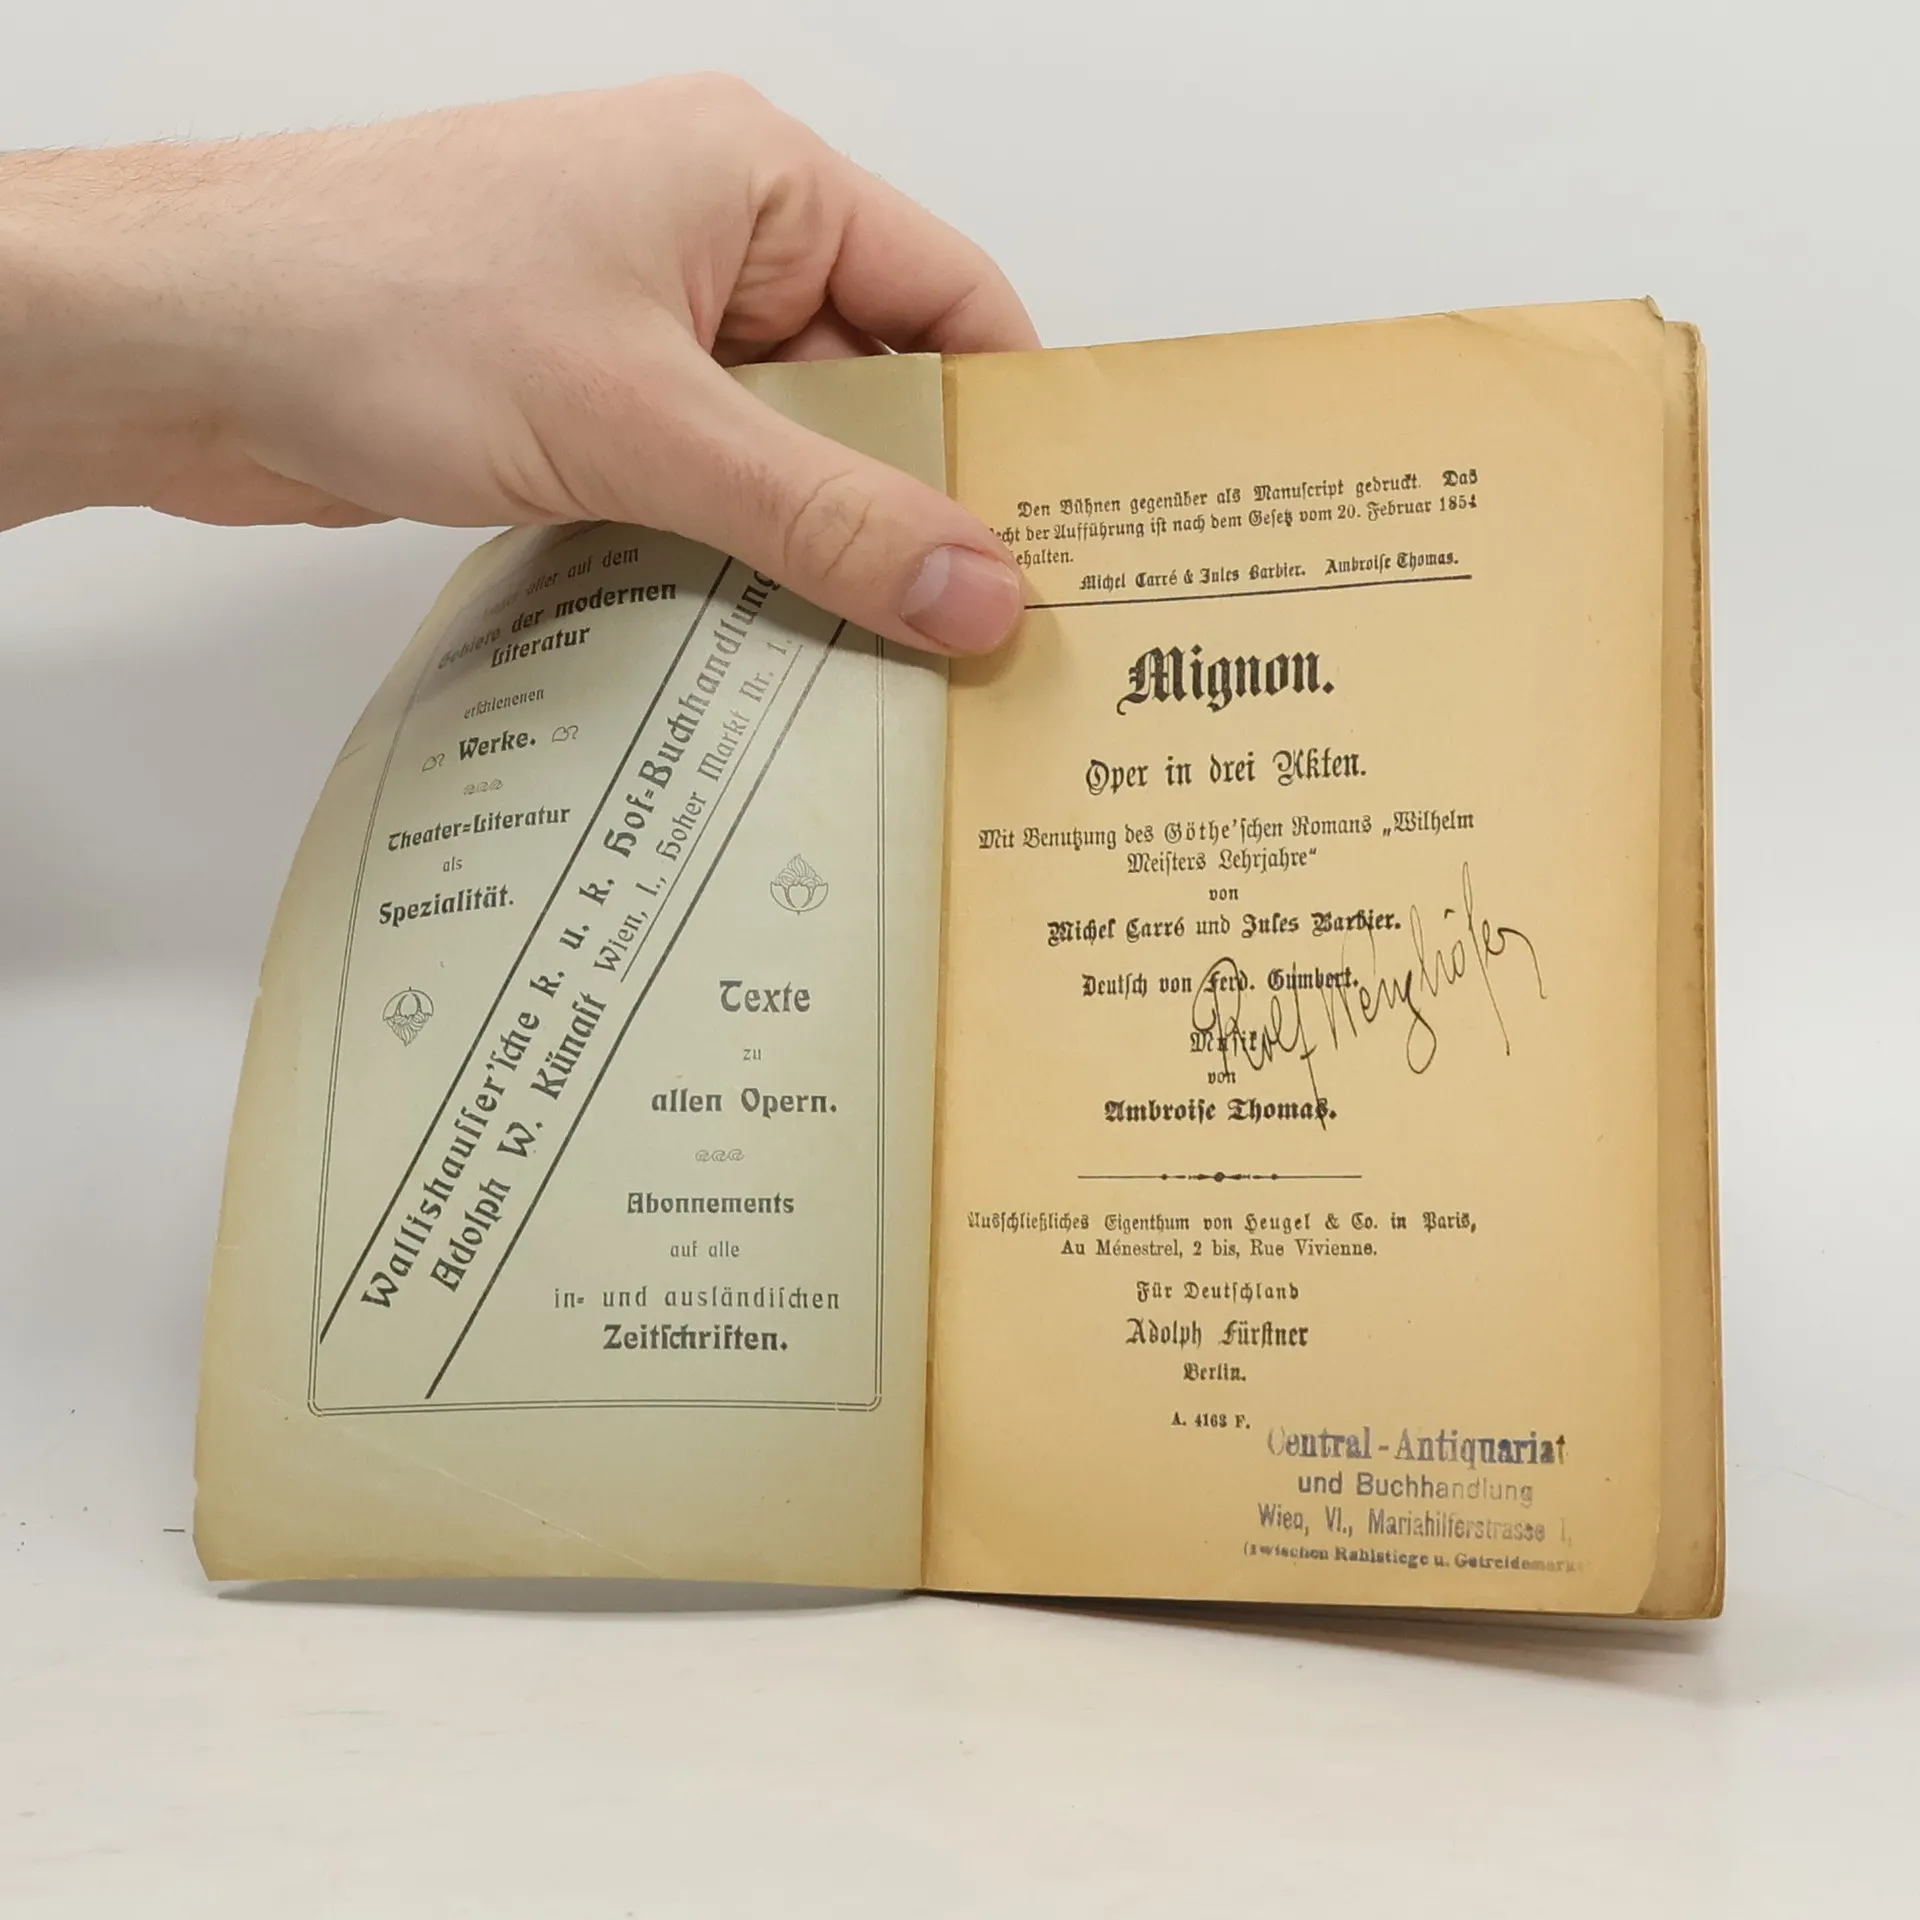 auf dem
Gebiete der modernen
Literatur
erschienenen
Werke.
Theater=Literatur
als
Spezialität.
Wallishausser'sche k. u. k. Hof=Buchhandlung
Adolph W. Künast Wien, I., Hoher Markt Nr. 1.
Texte
zu
allen Opern.
Abonnements
auf alle
in= und ausländischen
Zeitschriften.
Den Bühnen gegenüber als Manuscript gedruckt. Das
der Aufführung ist nach dem Gesetz vom 20. Februar 1854
Michel Carré & Jules Barbier. Ambroise Thomas.
Mignon.
Oper in drei Akten.
Mit Benutzung des Göthe'schen Romans „Wilhelm
Meisters Lehrjahre“
von
Michel Carré und Jules Barbier.
Deutsch von Ferd. Gumbert.
Musik
von
Ambroise Thomas.
Rolf
Ausschließliches Eigenthum von Heugel & Co. in Paris,
Au Ménestrel, 2 bis, Rue Vivienne.
Für Deutschland
Adolph Fürstner
Berlin.
A. 4163 F.
Central-Antiquariat
und Buchhandlung
Wien, VI., Mariahilferstrasse
(zwischen Rahlstiege u. Getreidemarkt